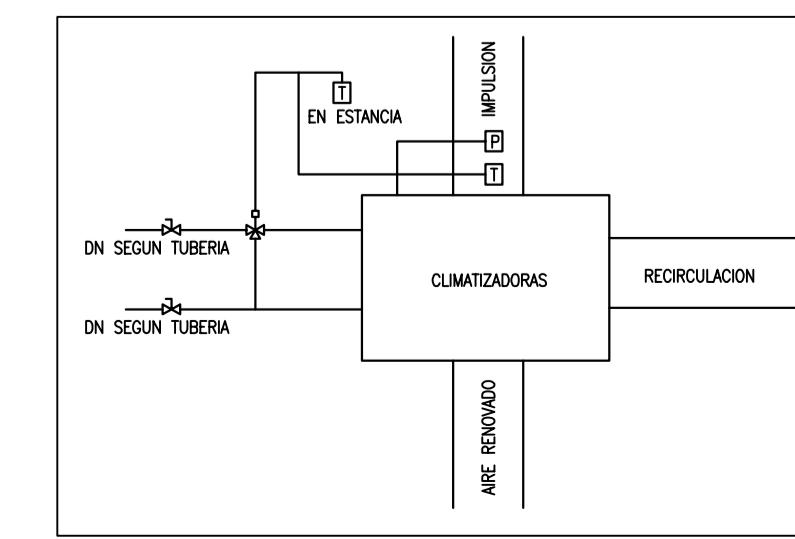 IMPULSION
T
EN ESTANCIA
P
T
DN SEGUN TUBERIA
CLIMATIZADORAS
RECIRCULACION
DN SEGUN TUBERIA
AIRE RENOVADO